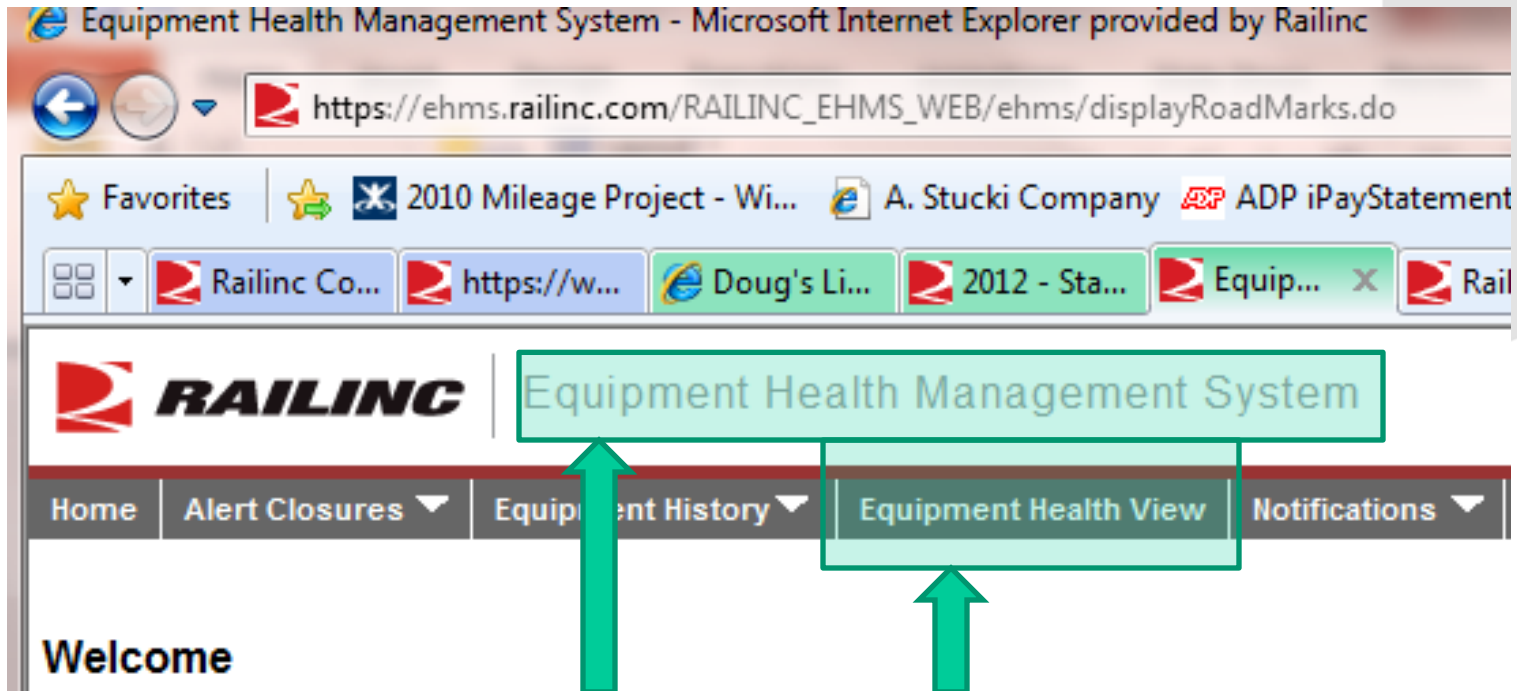 Equipment Health Management System - Microsoft Internet Explorer provided by Railinc
https://ehms.railinc.com/RAILINC_EHMS_WEB/ehms/displayRoadMarks.do
Favorites 2010 Mileage Project - Wi... A. Stucki Company ADP ADP iPayStatement
Railinc Co... https://w... Doug's Li... 2012 - Sta... Equip... x Rail
RAILINC Equipment Health Management System
Home Alert Closures Equipment History Equipment Health View Notifications
Welcome